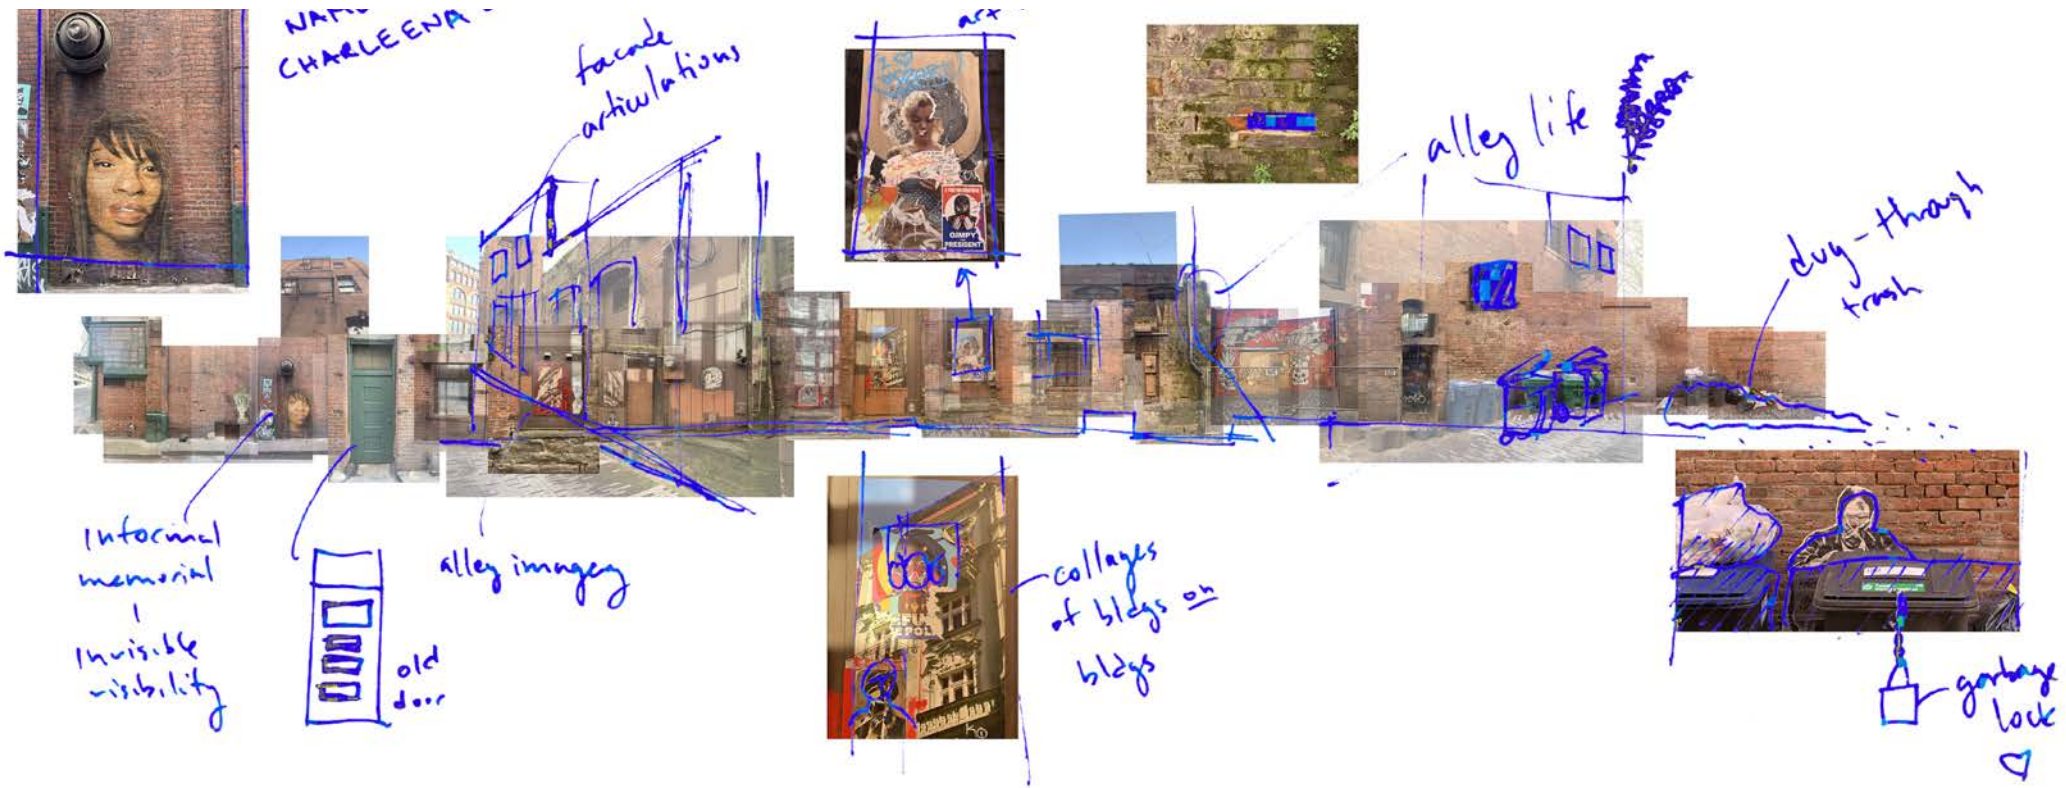 CHARLEENA
facade
articulations
art
alley life
dug-through
trash
Informal
memorial
Invisible
visibility
old
door
alley imagery
GIMPY
PRESIDENT
collages
of bldgs on
bldgs
garbage
lock